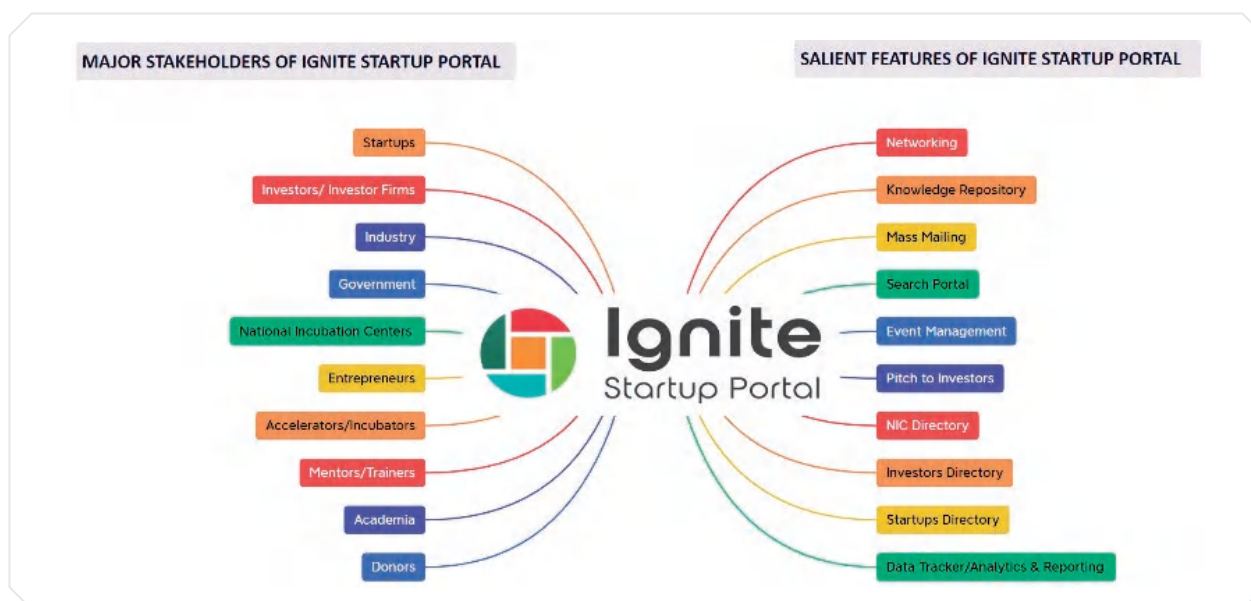 MAJOR STAKEHOLDERS OF IGNITE STARTUP PORTAL
Startups
Investors/ Investor Firms
Industry
Government
National Incubation Centers
Entrepreneurs
Accelerators/Incubators
Mentors/Trainers
Academia
Donors
Ignite
Startup Portal
SALIENT FEATURES OF IGNITE STARTUP PORTAL
Networking
Knowledge Repository
Mass Mailing
Search Portal
Event Management
Pitch to Investors
NIC Directory
Investors Directory
Startups Directory
Data Tracker/Analytics & Reporting